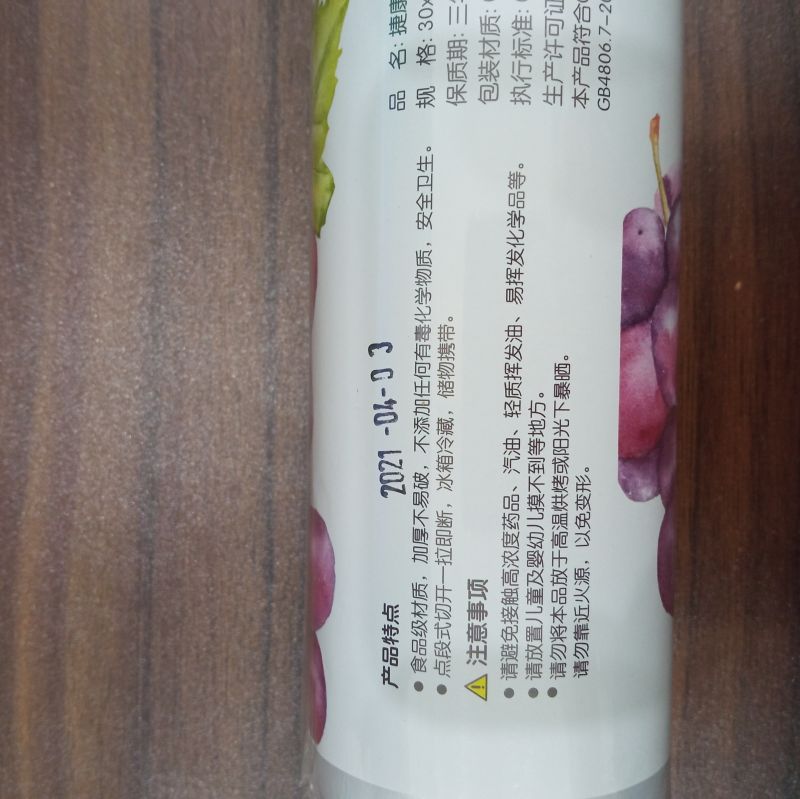 产品特点
2021-04-03
● 食品级材质，加厚不易破，不添加任何有毒化学物质，安全卫生。
● 点段式切开一拉即断，冰箱冷藏，储物携带。
注意事项
● 请避免接触高浓度药品、汽油、轻质挥发油、易挥发化学品等。
● 请放置儿童及婴幼儿摸不到等地方。
● 请勿将本品放于高温烘烤或阳光下暴晒。
请勿靠近火源，以免变形。
品 名: 捷康
规 格: 30×
保质期: 三年
包装材质:
执行标准:
生产许可证
本产品符合
GB4806.7-20